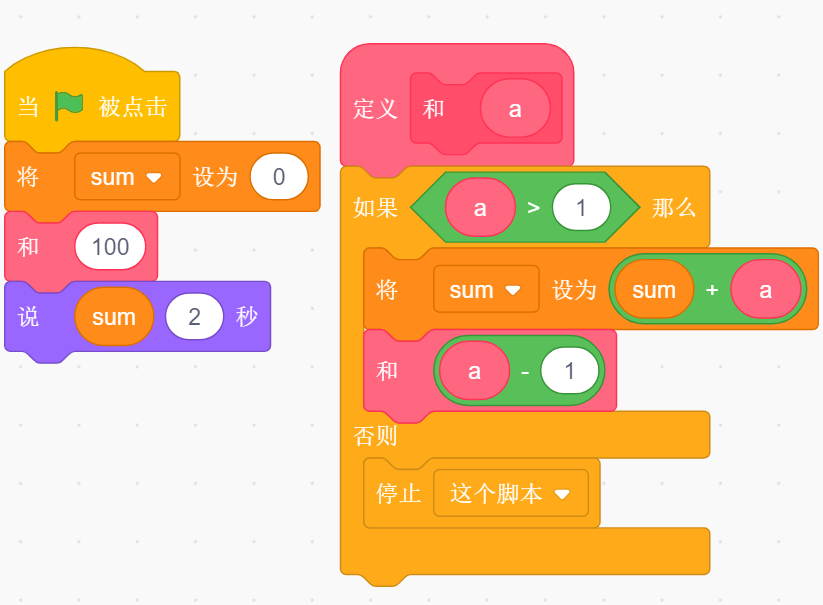 当 被点击
将 sum 设为 0
和 100
说 sum 2 秒
定义 和 a
如果 a > 1 那么
将 sum 设为 sum + a
和 a - 1
否则
停止 这个脚本